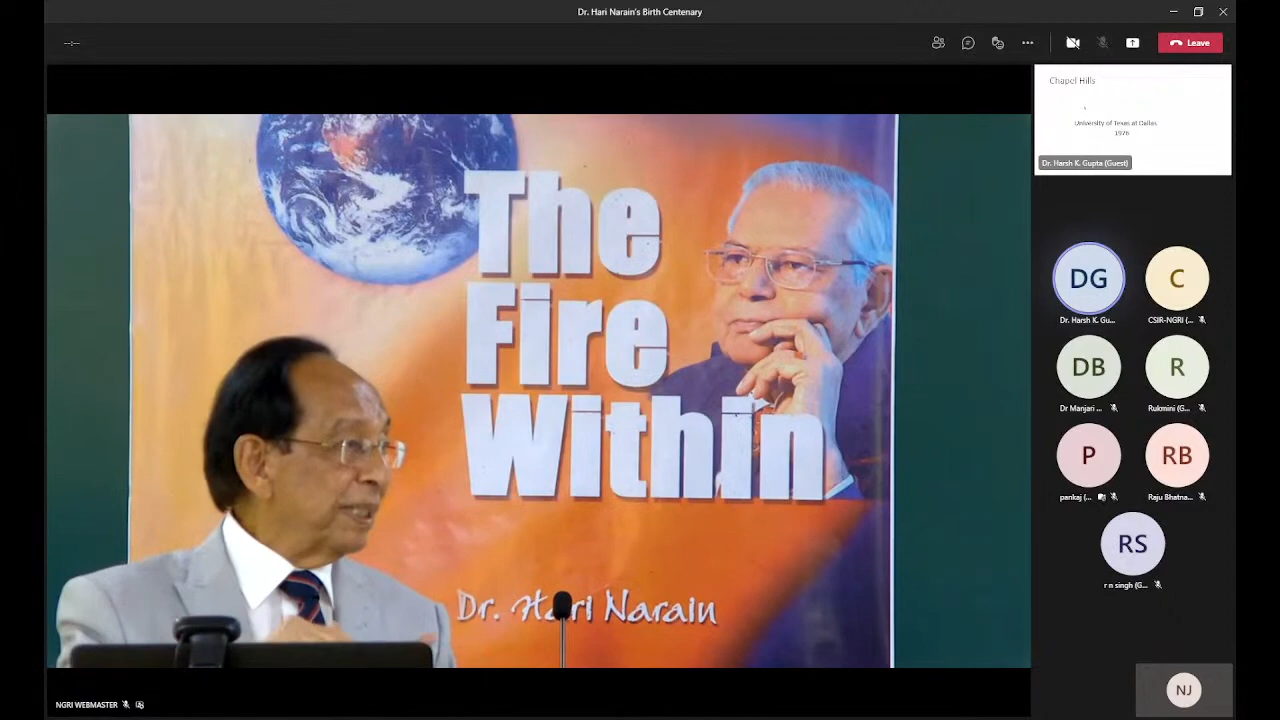 Dr. Hari Narain's Birth Centenary
Leave
The
Fire
Within
Dr. Hari Narain
NGRI WEBMASTER
Chapel Hills
University of Texas at Dallas
1976
Dr. Harsh K. Gupta (Guest)
DG
C
Dr. Harsh K. Gu...
CSIR-NGRI (...
DB
R
Dr Manjari ...
Rukmini (G...
P
RB
pankaj (...
Raju Bhatna...
RS
r n singh (G...
NJ